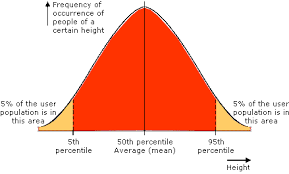 Frequency of
occurrence of
people of a
certain height
5% of the user
population is in
this area
5% of the user
population is in
this area
5th
percentile
50th percentile
Average (mean)
95th
percentile
Height